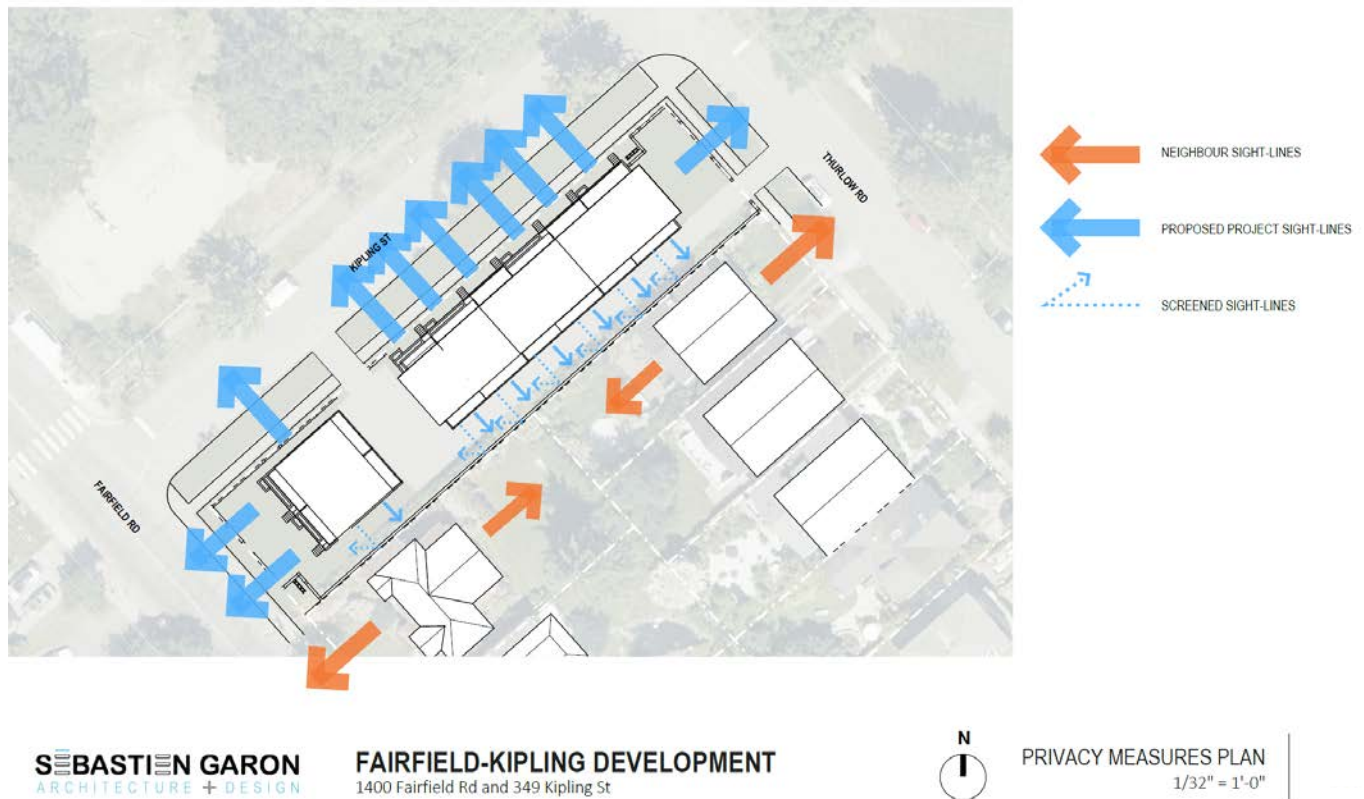 KIPLING ST
THURLOW RD
FAIRFIELD RD
NEIGHBOUR SIGHT-LINES
PROPOSED PROJECT SIGHT-LINES
SCREENED SIGHT-LINES
SEBASTIEN GARON
ARCHITECTURE + DESIGN
FAIRFIELD-KIPLING DEVELOPMENT
1400 Fairfield Rd and 349 Kipling St
N
PRIVACY MEASURES PLAN
1/32" = 1'-0"